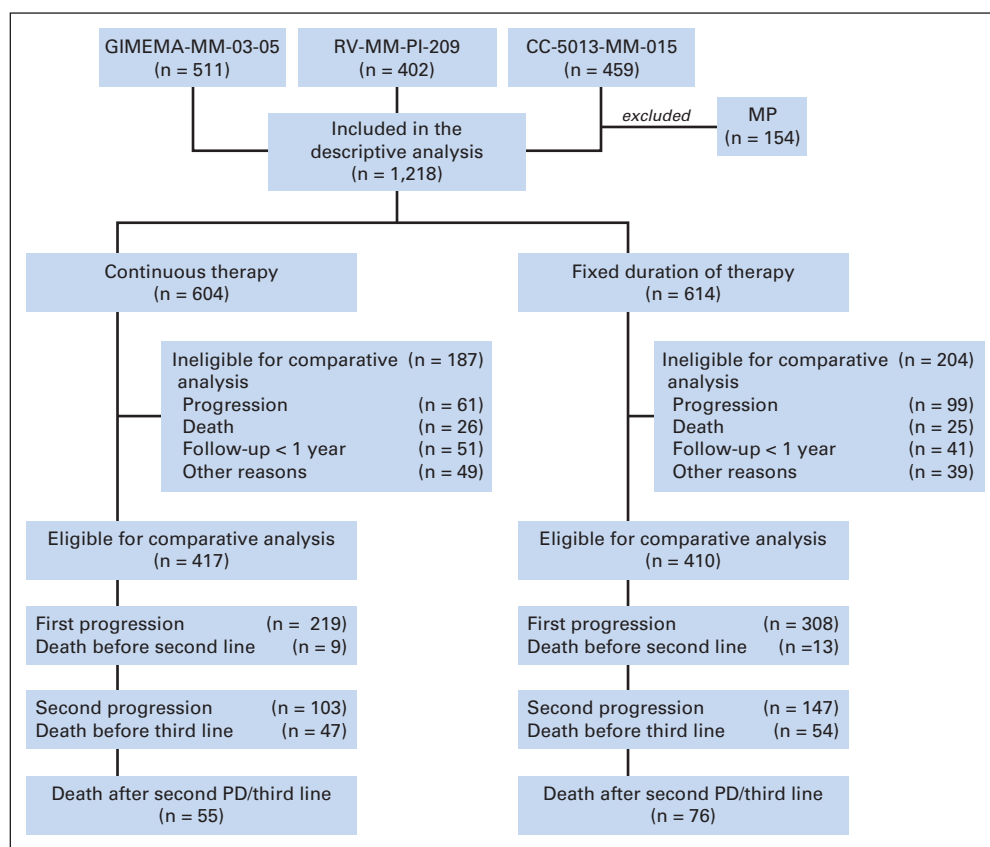 GIMEMA-MM-03-05
(n = 511)
RV-MM-PI-209
(n = 402)
CC-5013-MM-015
(n = 459)
excluded
MP
(n = 154)
Included in the
descriptive analysis
(n = 1,218)
Continuous therapy
(n = 604)
Fixed duration of therapy
(n = 614)
Ineligible for comparative (n = 187)
analysis
Progression (n = 61)
Death (n = 26)
Follow-up < 1 year (n = 51)
Other reasons (n = 49)
Ineligible for comparative (n = 204)
analysis
Progression (n = 99)
Death (n = 25)
Follow-up < 1 year (n = 41)
Other reasons (n = 39)
Eligible for comparative analysis
(n = 417)
Eligible for comparative analysis
(n = 410)
First progression (n = 219)
Death before second line (n = 9)
First progression (n = 308)
Death before second line (n =13)
Second progression (n = 103)
Death before third line (n = 47)
Second progression (n = 147)
Death before third line (n = 54)
Death after second PD/third line
(n = 55)
Death after second PD/third line
(n = 76)